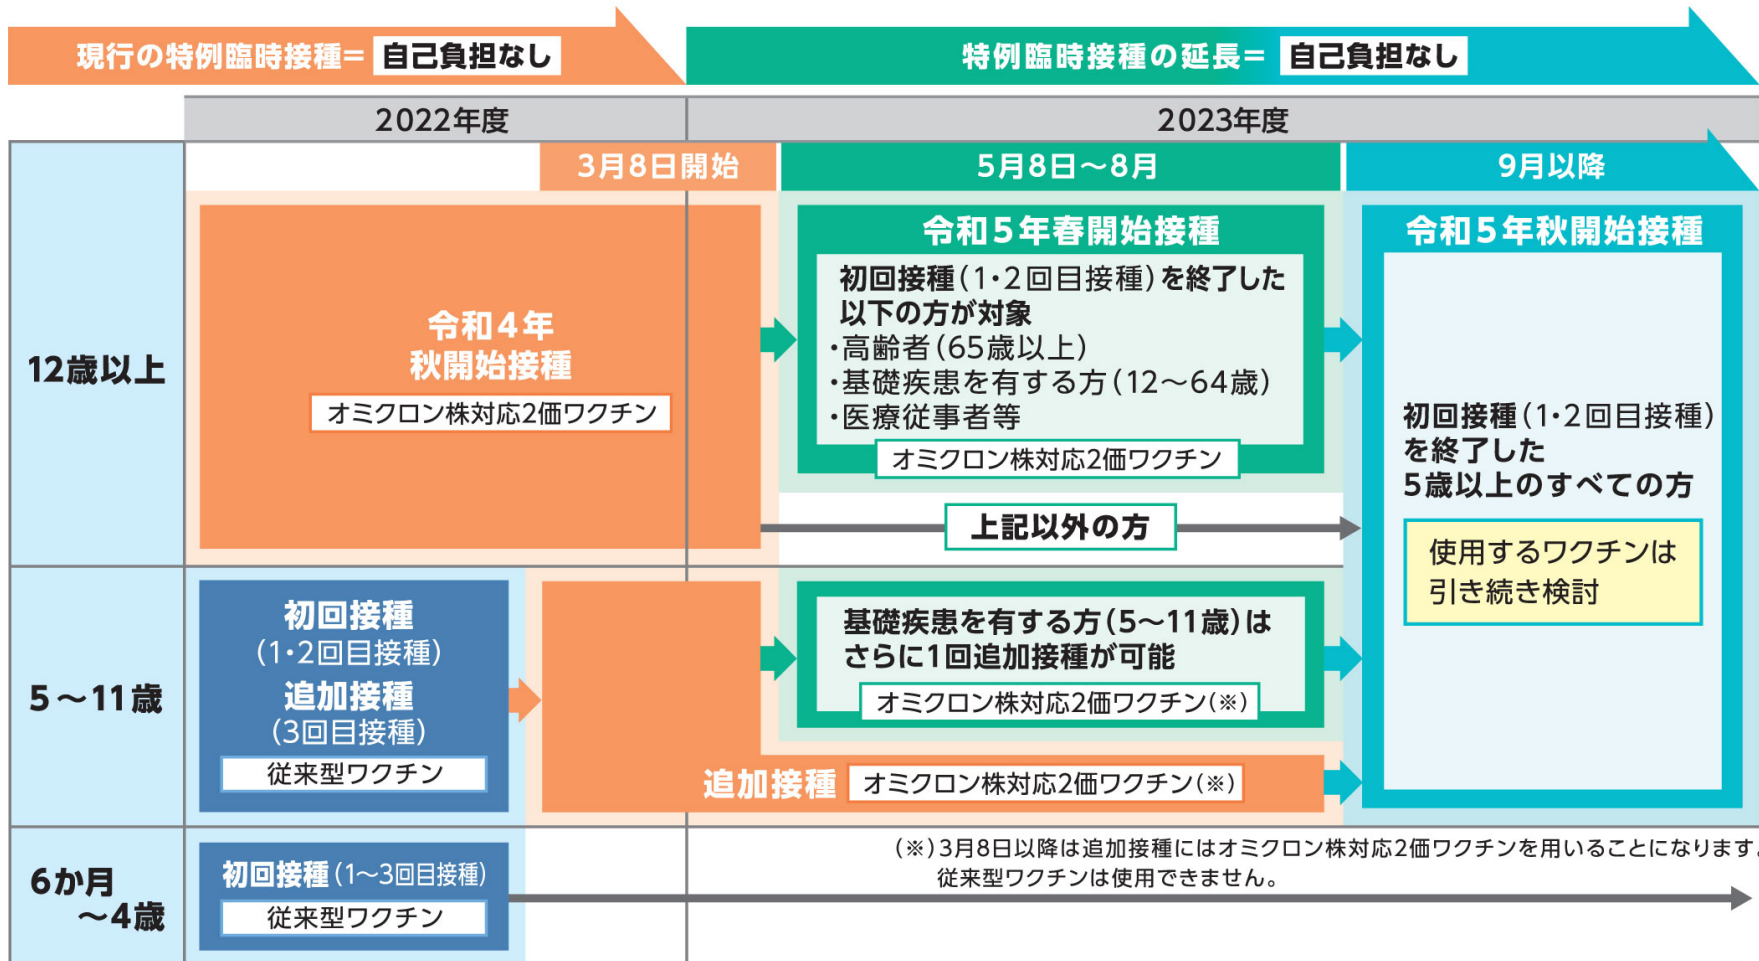 現行の特例臨時接種= 自己負担なし
特例臨時接種の延長= 自己負担なし
2022年度
2023年度
3月8日開始
5月8日～8月
9月以降
12歳以上
令和4年
秋開始接種
オミクロン株対応2価ワクチン
令和5年春開始接種
初回接種(1・2回目接種)を終了した
以下の方が対象
・高齢者(65歳以上)
・基礎疾患を有する方(12～64歳)
・医療従事者等
オミクロン株対応2価ワクチン
上記以外の方
令和5年秋開始接種
初回接種(1・2回目接種)
を終了した
5歳以上のすべての方
使用するワクチンは
引き続き検討
5～11歳
初回接種
(1・2回目接種)
追加接種
(3回目接種)
従来型ワクチン
基礎疾患を有する方(5～11歳)は
さらに1回追加接種が可能
オミクロン株対応2価ワクチン(※)
追加接種 オミクロン株対応2価ワクチン(※)
6か月
～4歳
初回接種(1～3回目接種)
従来型ワクチン
(※)3月8日以降は追加接種にはオミクロン株対応2価ワクチンを用いることになります。
従来型ワクチンは使用できません。